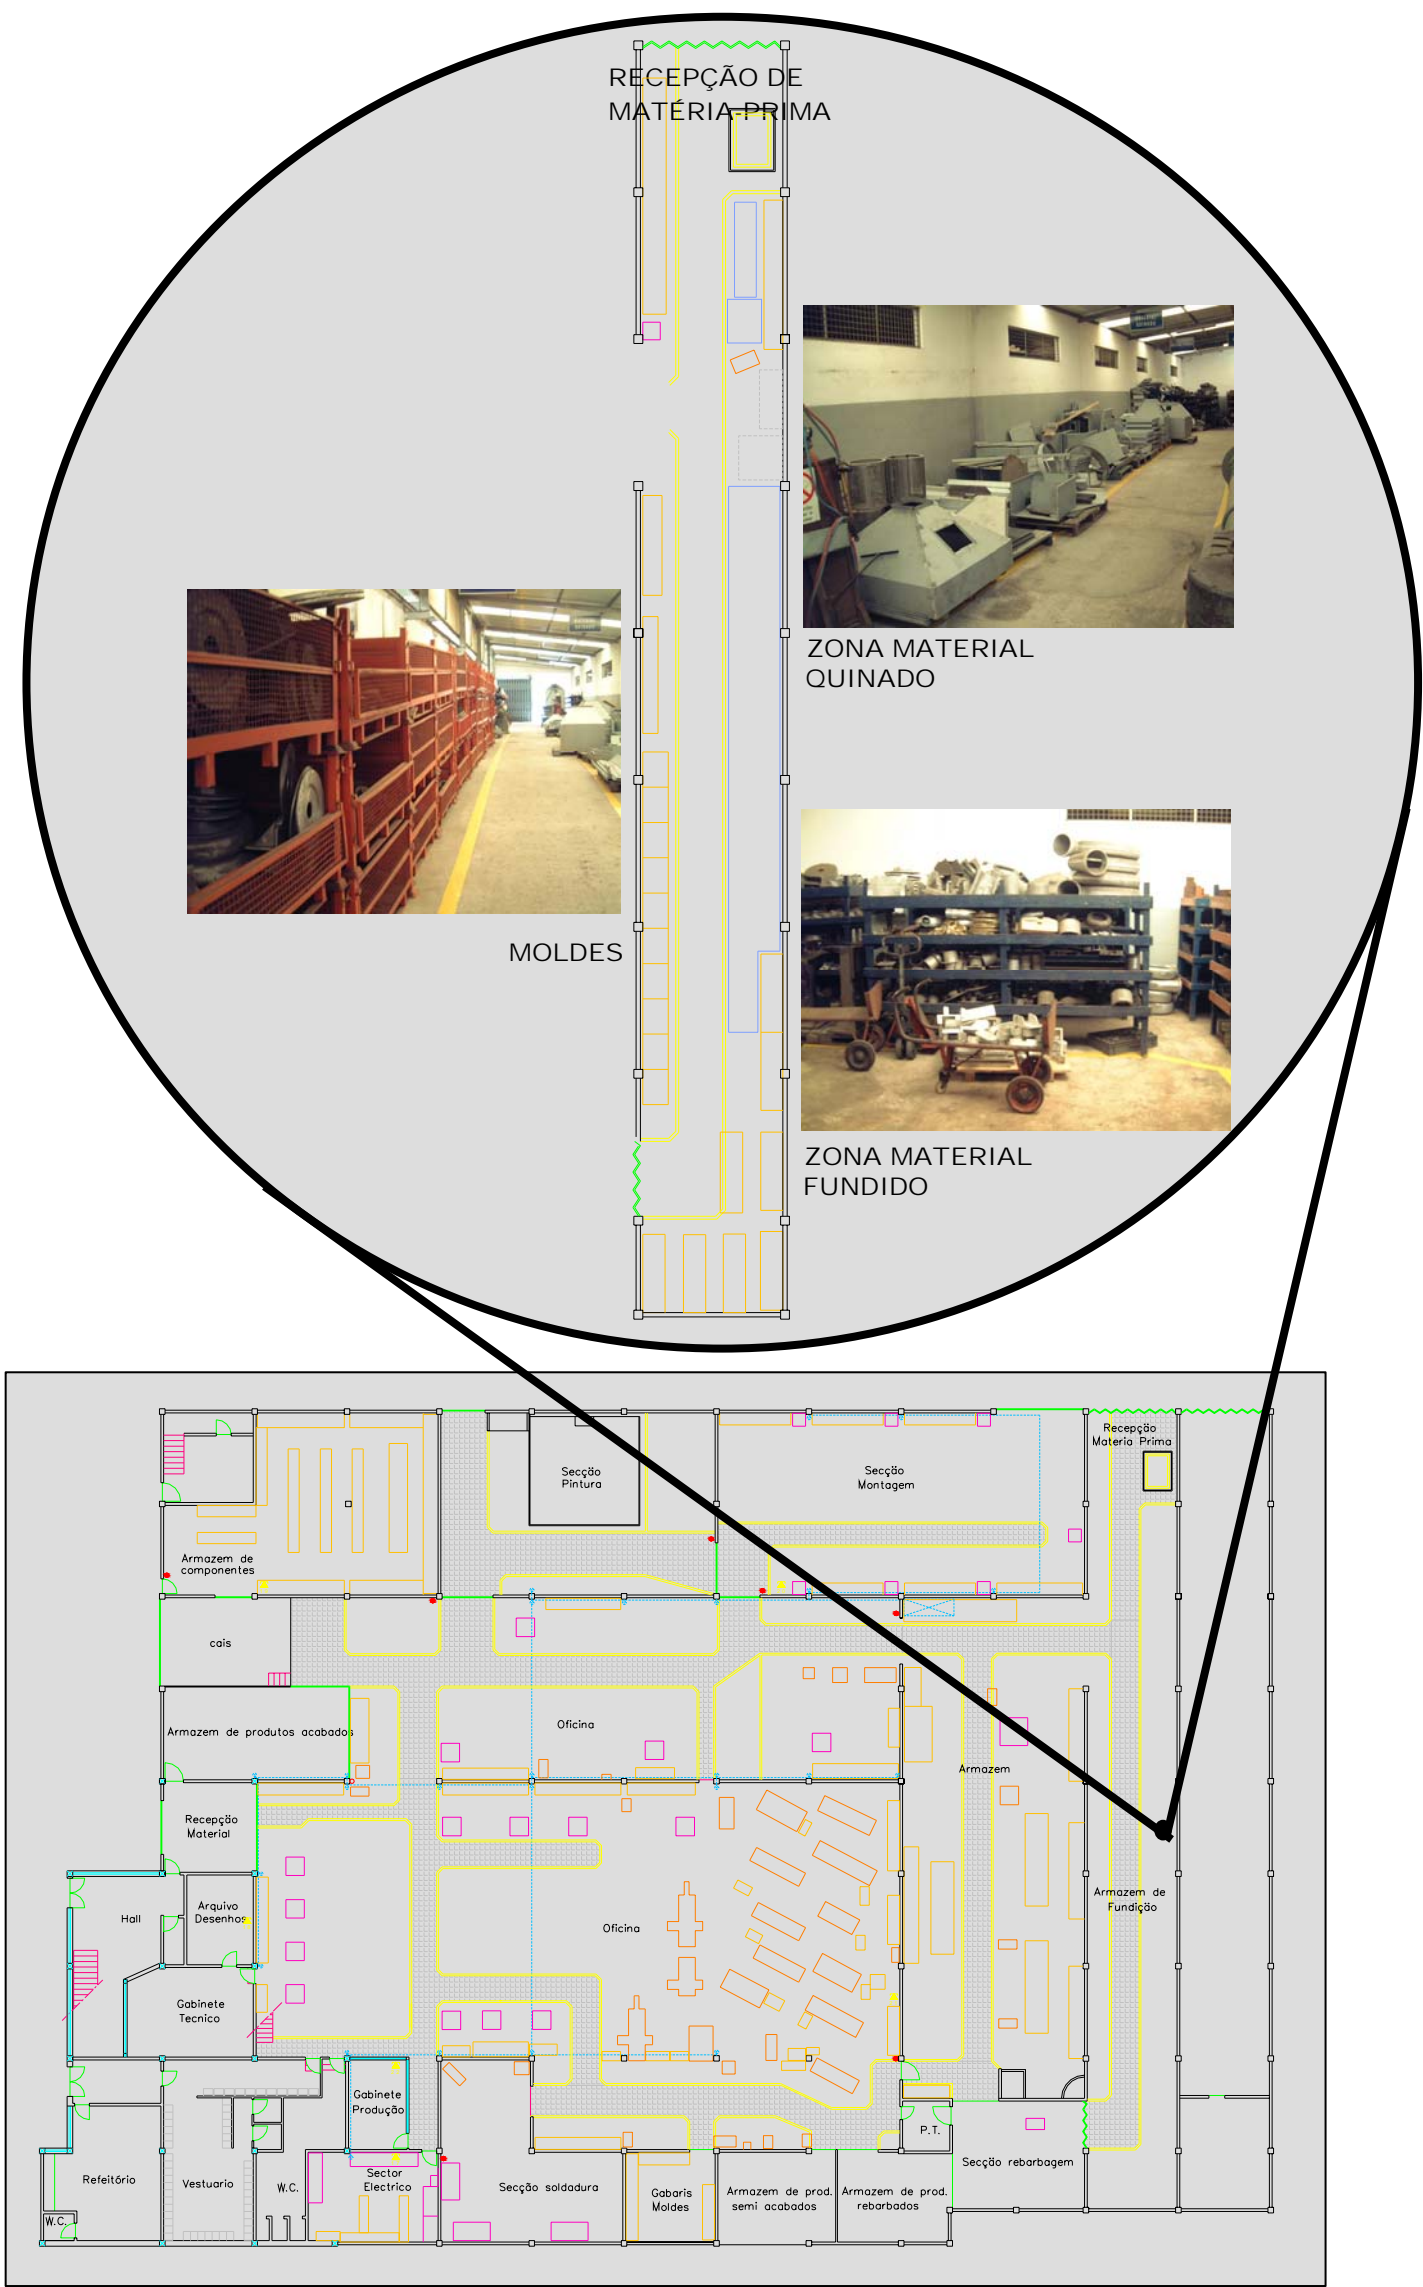 RECEPÇÃO DE
MATÉRIA-PRIMA
ZONA MATERIAL
QUINADO
MOLDES
ZONA MATERIAL
FUNDIDO
Recepção
Materia Prima
Secção
Pintura
Secção
Montagem
Armazem de
componentes
cais
Armazem de produtos acabados
Oficina
Armazem
Recepção
Material
Arquivo
Desenhos
Hall
Oficina
Armazem de
Fundição
Gabinete
Tecnico
Gabinete
Produção
P.T.
Secção rebarbagem
Refeitório
Vestuario
W.C.
Sector
Electrico
Secção soldadura
Gabaris
Moldes
Armazem de prod.
semi acabados
Armazem de prod.
rebarbados
W.C.